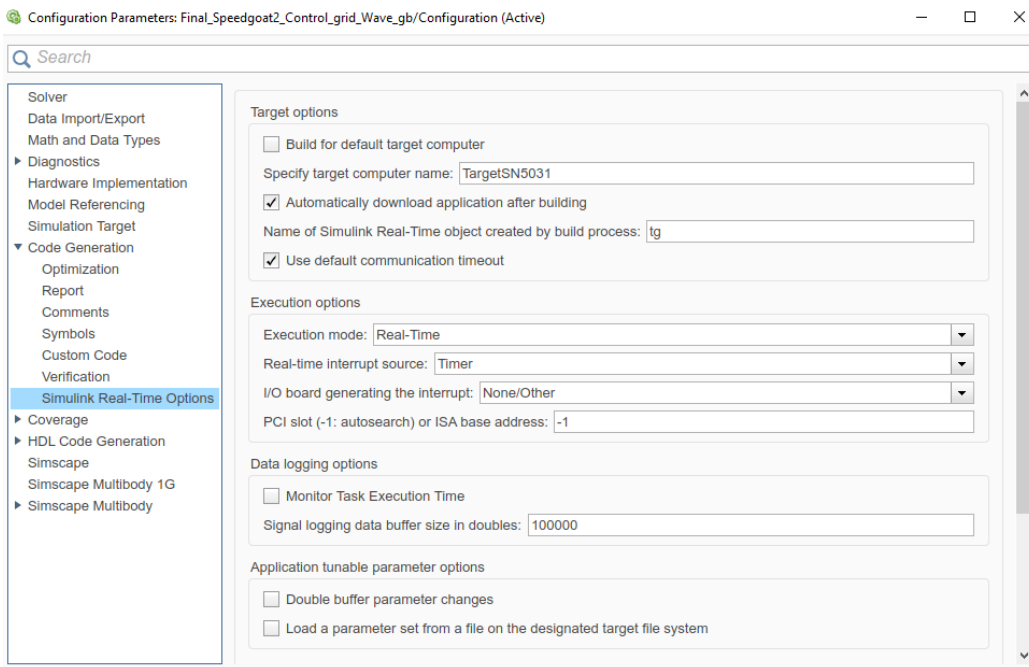 Configuration Parameters: Final_Speedgoat2_Control_grid_Wave_gb/Configuration (Active)
Search
Solver
Data Import/Export
Math and Data Types
Diagnostics
Hardware Implementation
Model Referencing
Simulation Target
Code Generation
Optimization
Report
Comments
Symbols
Custom Code
Verification
Simulink Real-Time Options
Coverage
HDL Code Generation
Simscape
Simscape Multibody 1G
Simscape Multibody
Target options
Build for default target computer
Specify target computer name: TargetSN5031
Automatically download application after building
Name of Simulink Real-Time object created by build process: tg
Use default communication timeout
Execution options
Execution mode: Real-Time
Real-time interrupt source: Timer
I/O board generating the interrupt: None/Other
PCI slot (-1: autosearch) or ISA base address: -1
Data logging options
Monitor Task Execution Time
Signal logging data buffer size in doubles: 100000
Application tunable parameter options
Double buffer parameter changes
Load a parameter set from a file on the designated target file system